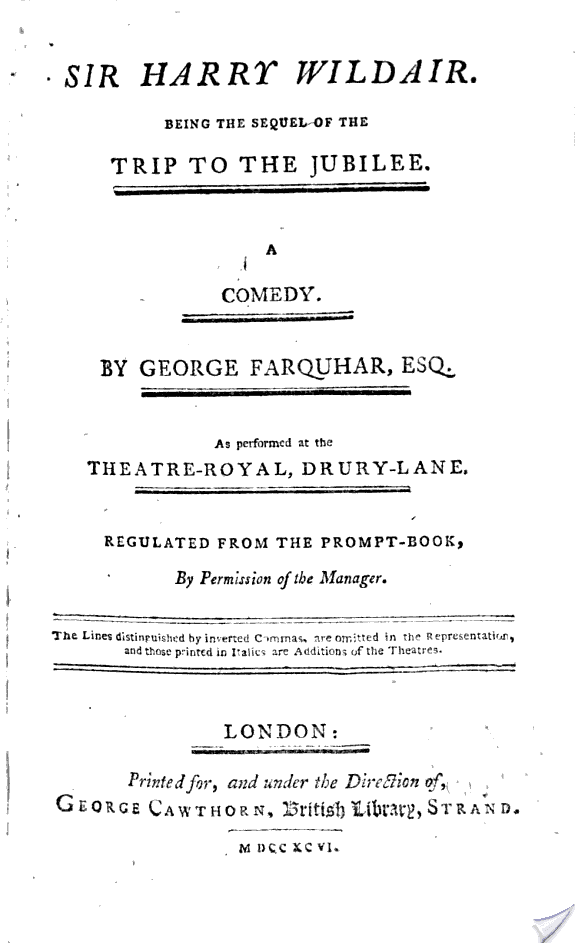 SIR HARRY WILDAIR.
BEING THE SEQUEL OF THE
TRIP TO THE JUBILEE.
A
COMEDY.
BY GEORGE FARQUHAR, ESQ.
As performed at the
THEATRE-ROYAL, DRURY-LANE.
REGULATED FROM THE PROMPT-BOOK,
By Permission of the Manager.
The Lines distinguished by inverted Commas, are omitted in the Representation,
and those printed in Italics are Additions of the Theatres.
LONDON:
Printed for, and under the Direction of,
GEORGE CAWTHORN, British Library, STRAND.
M DCC XC VI.